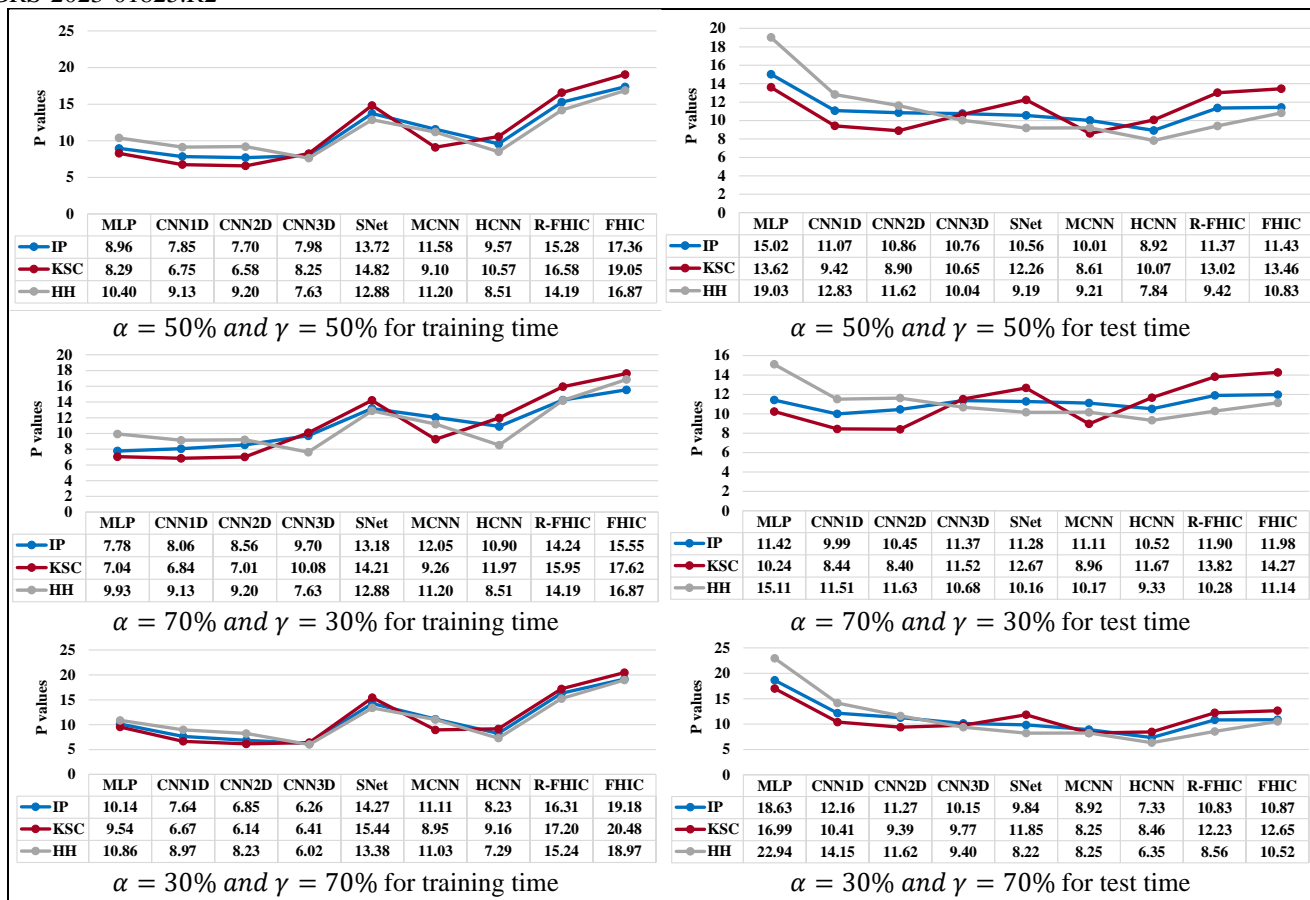 25
20
15
10
5
0
P values
MLP CNN1D CNN2D CNN3D SNet MCNN HCNN R-FHIC FHIC
IP 8.96 7.85 7.70 7.98 13.72 11.58 9.57 15.28 17.36
KSC 8.29 6.75 6.58 8.25 14.82 9.10 10.57 16.58 19.05
HH 10.40 9.13 9.20 7.63 12.88 11.20 8.51 14.19 16.87
α = 50% and γ = 50% for training time
20
18
16
14
12
10
8
6
4
2
0
P values
MLP CNN1D CNN2D CNN3D SNet MCNN HCNN R-FHIC FHIC
IP 15.02 11.07 10.86 10.76 10.56 10.01 8.92 11.37 11.43
KSC 13.62 9.42 8.90 10.65 12.26 8.61 10.07 13.02 13.46
HH 19.03 12.83 11.62 10.04 9.19 9.21 7.84 9.42 10.83
α = 50% and γ = 50% for test time
20
18
16
14
12
10
8
6
4
2
0
P values
MLP CNN1D CNN2D CNN3D SNet MCNN HCNN R-FHIC FHIC
IP 7.78 8.06 8.56 9.70 13.18 12.05 10.90 14.24 15.55
KSC 7.04 6.84 7.01 10.08 14.21 9.26 11.97 15.95 17.62
HH 9.93 9.13 9.20 7.63 12.88 11.20 8.51 14.19 16.87
α = 70% and γ = 30% for training time
16
14
12
10
8
6
4
2
0
P values
MLP CNN1D CNN2D CNN3D SNet MCNN HCNN R-FHIC FHIC
IP 11.42 9.99 10.45 11.37 11.28 11.11 10.52 11.90 11.98
KSC 10.24 8.44 8.40 11.52 12.67 8.96 11.67 13.82 14.27
HH 15.11 11.51 11.63 10.68 10.16 10.17 9.33 10.28 11.14
α = 70% and γ = 30% for test time
25
20
15
10
5
0
P values
MLP CNN1D CNN2D CNN3D SNet MCNN HCNN R-FHIC FHIC
IP 10.14 7.64 6.85 6.26 14.27 11.11 8.23 16.31 19.18
KSC 9.54 6.67 6.14 6.41 15.44 8.95 9.16 17.20 20.48
HH 10.86 8.97 8.23 6.02 13.38 11.03 7.29 15.24 18.97
α = 30% and γ = 70% for training time
25
20
15
10
5
0
P values
MLP CNN1D CNN2D CNN3D SNet MCNN HCNN R-FHIC FHIC
IP 18.63 12.16 11.27 10.15 9.84 8.92 7.33 10.83 10.87
KSC 16.99 10.41 9.39 9.77 11.85 8.25 8.46 12.23 12.65
HH 22.94 14.15 11.62 9.40 8.22 8.25 6.35 8.56 10.52
α = 30% and γ = 70% for test time